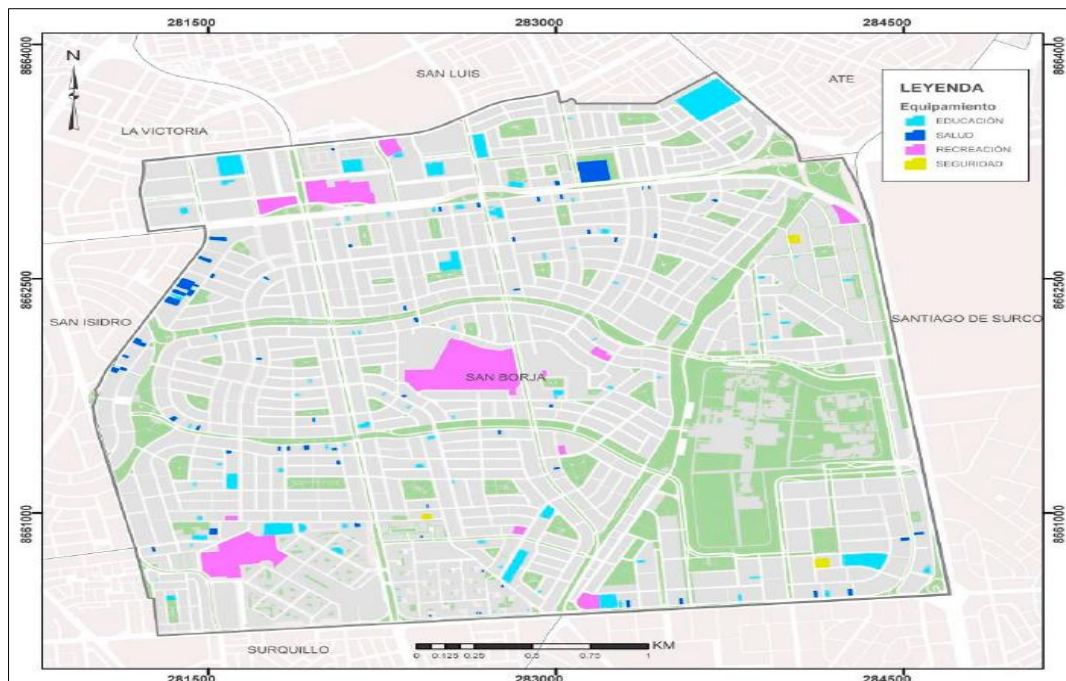 281500 283000 284500
8664000 8664000
N
SAN LUIS
ATE
LA VICTORIA
LEYENDA
Equipamiento
EDUCACIÓN
SALUD
RECREACIÓN
SEGURIDAD
8662500 8662500
SAN ISIDRO
SANTIAGO DE SURCO
SAN BORJA
8661000 8661000
SURQUILLO
KM
0 0.125 0.25 0.5 0.75 1
281500 283000 284500